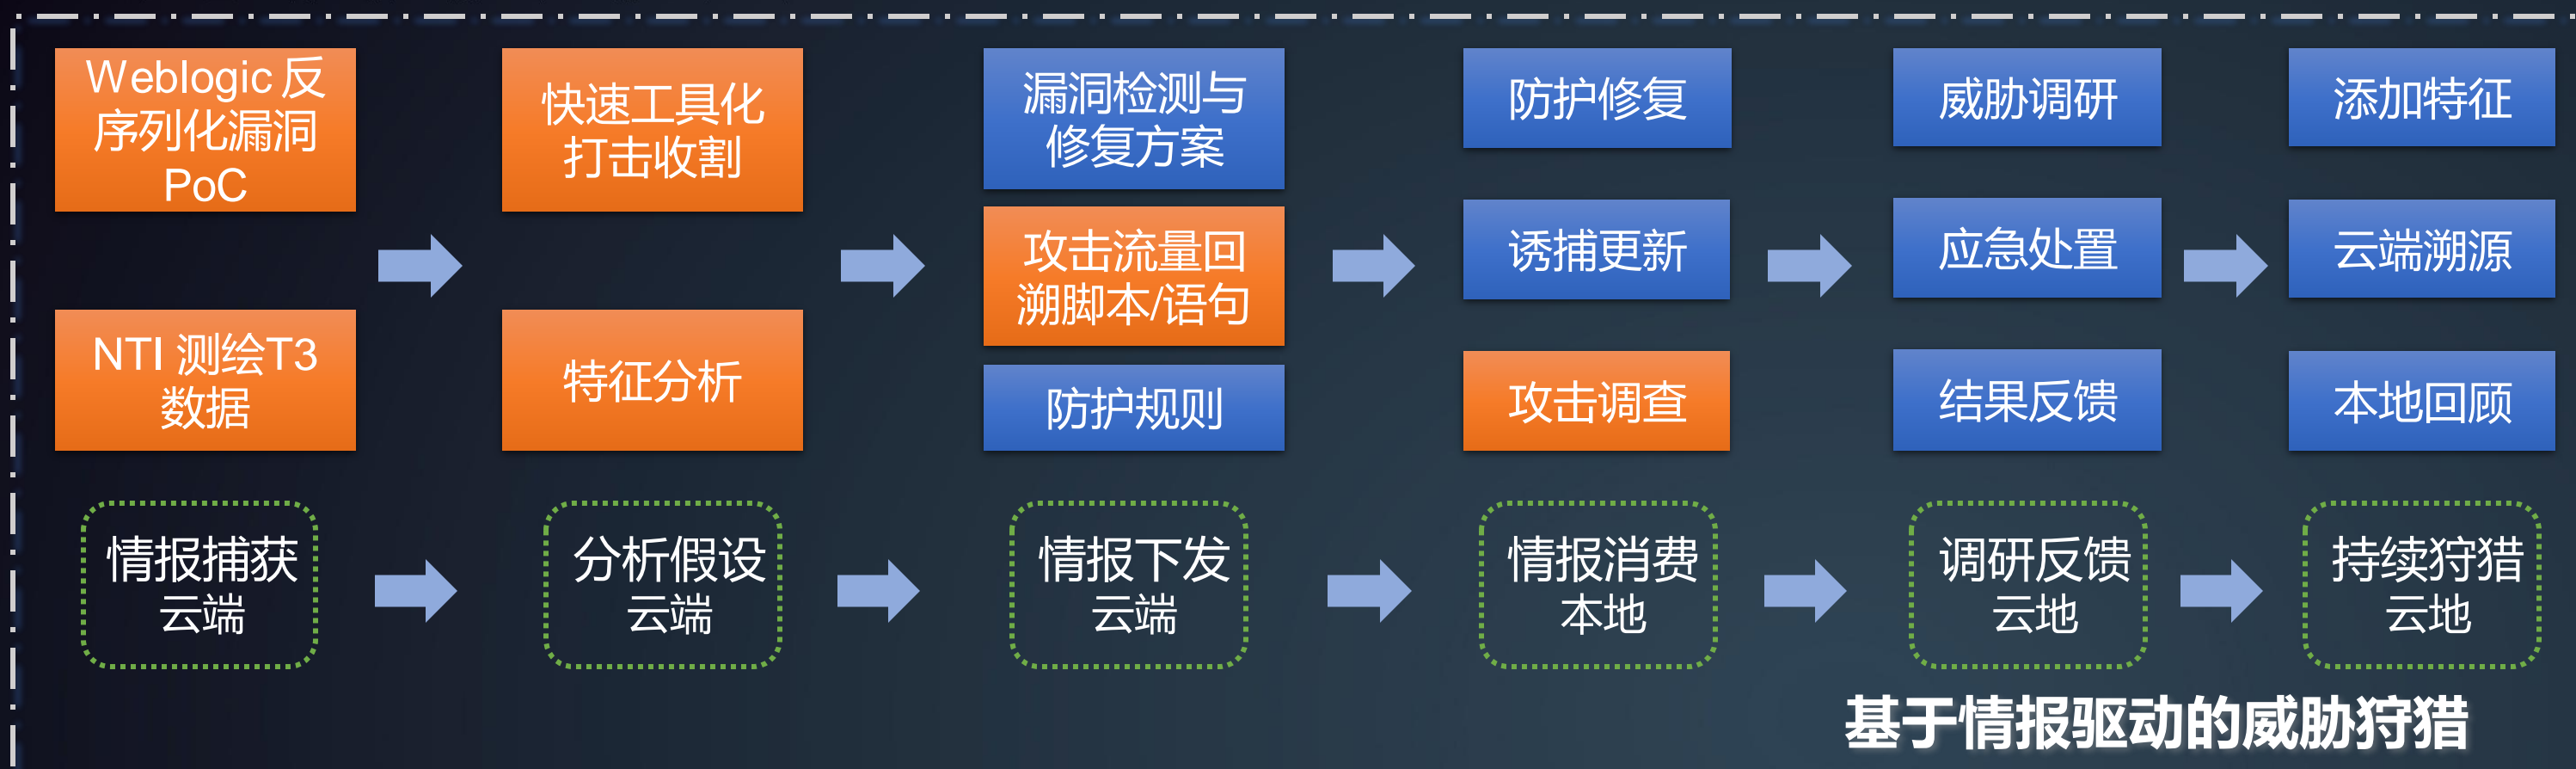 Weblogic 反
序列化漏洞
PoC
NTI 测绘T3
数据
快速工具化
打击收割
特征分析
漏洞检测与
修复方案
攻击流量回
溯脚本/语句
防护规则
防护修复
诱捕更新
攻击调查
威胁调研
应急处置
结果反馈
添加特征
云端溯源
本地回顾
情报捕获
云端
分析假设
云端
情报下发
云端
情报消费
本地
调研反馈
云地
持续狩猎
云地
基于情报驱动的威胁狩猎